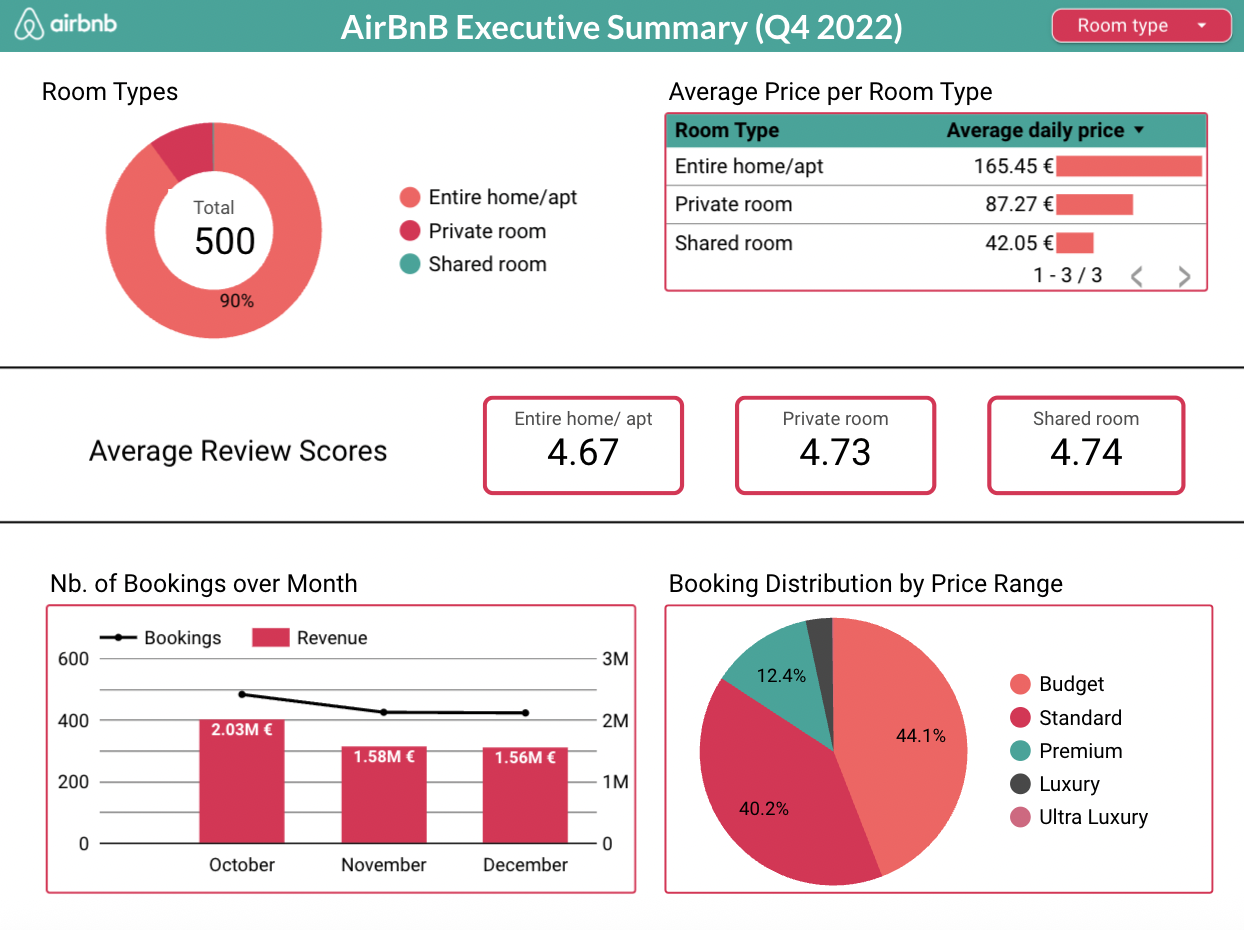 airbnb
AirBnB Executive Summary (Q4 2022)
Room type
Room Types
Total
500
90%
Entire home/apt
Private room
Shared room
Average Price per Room Type
Room Type Average daily price
Entire home/apt 165.45 €
Private room 87.27 €
Shared room 42.05 €
1 - 3 / 3
Average Review Scores
Entire home/ apt
4.67
Private room
4.73
Shared room
4.74
Nb. of Bookings over Month
Bookings Revenue
600 3M
400 2M
200 1M
0 0
2.03M €
1.58M €
1.56M €
October November December
Booking Distribution by Price Range
12.4%
44.1%
40.2%
Budget
Standard
Premium
Luxury
Ultra Luxury